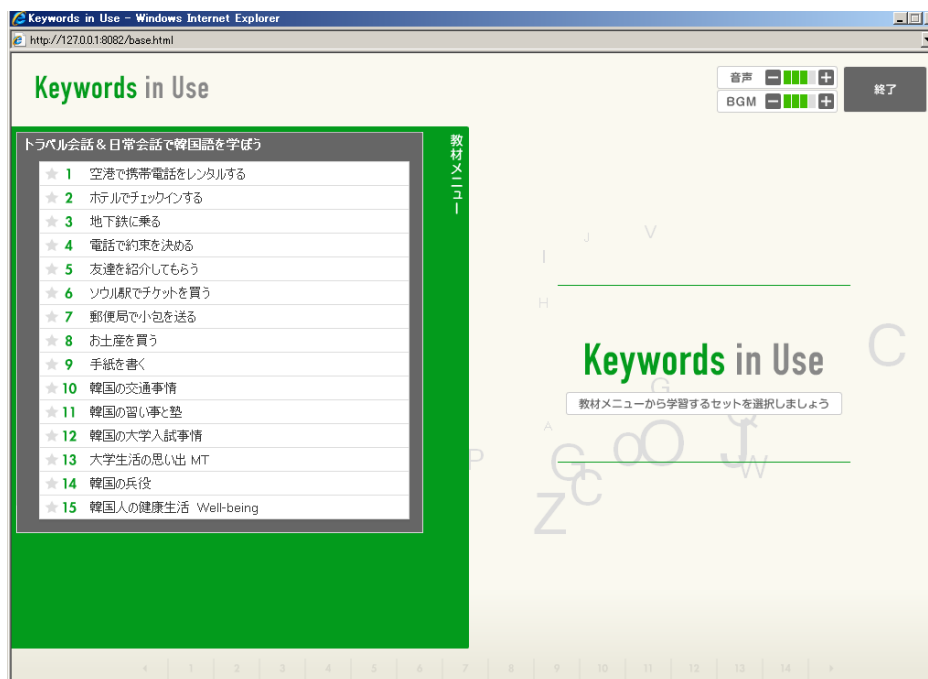 Keywords in Use - Windows Internet Explorer
http://127.0.0.1:8082/base.html
Keywords in Use
音声
BGM
終了
トラベル会話&日常会話で韓国語を学ぼう
教材メニュー
★ 1 空港で携帯電話をレンタルする
★ 2 ホテルでチェックインする
★ 3 地下鉄に乗る
★ 4 電話で約束を決める
★ 5 友達を紹介してもらう
★ 6 ソウル駅でチケットを買う
★ 7 郵便局で小包を送る
★ 8 お土産を買う
★ 9 手紙を書く
★ 10 韓国の交通事情
★ 11 韓国の習い事と塾
★ 12 韓国の大学入試事情
★ 13 大学生活の思い出 MT
★ 14 韓国の兵役
★ 15 韓国人の健康生活 Well-being
J V
I
H
Keywords in Use
C
G
教材メニューから学習するセットを選択しましょう
A
P G O O Q J W
Z C
1 2 3 4 5 6 7 8 9 10 11 12 13 14